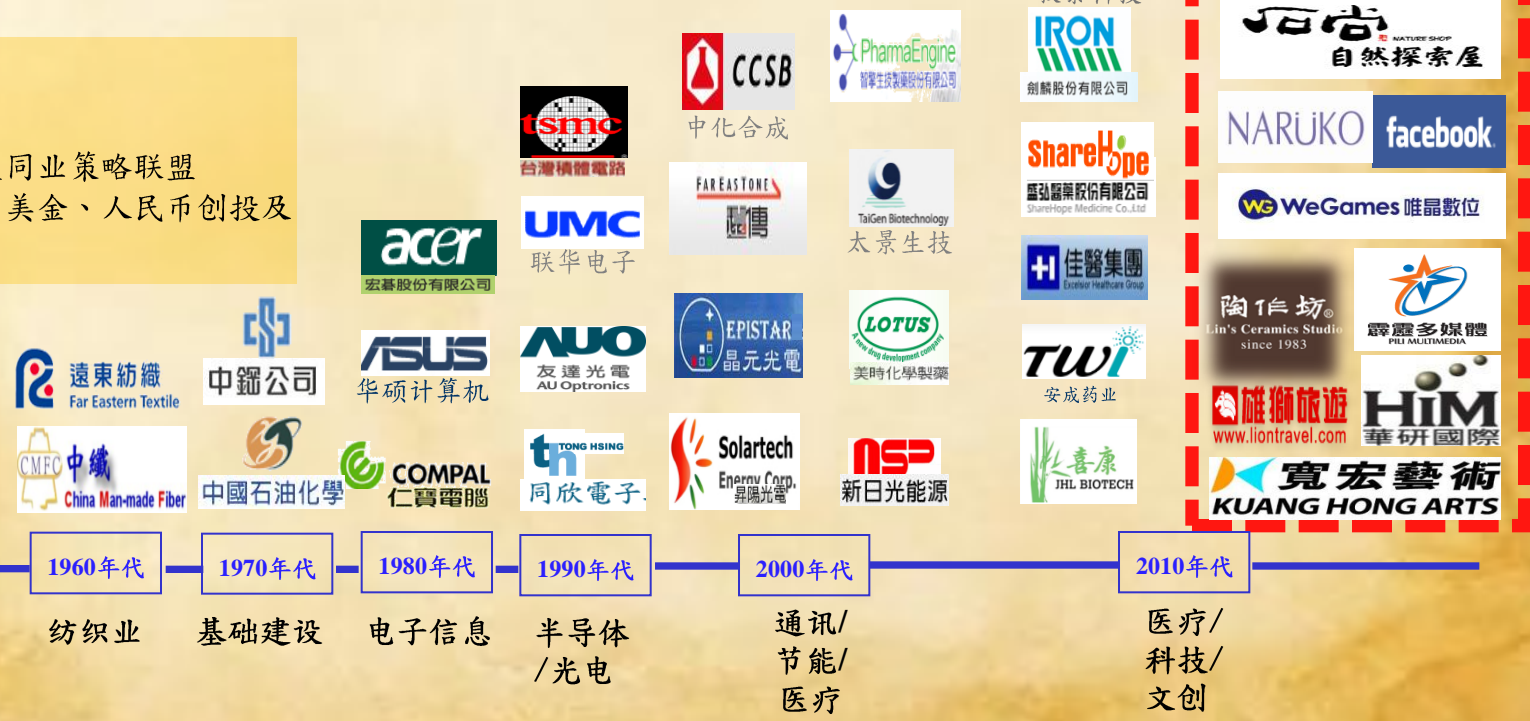 同业策略联盟
美金、人民币创投及
遠東紡織
Far Eastern Textile
CMFC 中纖
China Man-made Fiber
中鋼公司
中國石油化學
acer
宏碁股份有限公司
ASUS
华硕计算机
COMPAL
仁寶電腦
tsmc
台灣積體電路
UMC
联华电子
AUO
友達光電
AU Optronics
TONG HSING
同欣電子
CCSB
中化合成
FAREASTONE
遠傳
EPISTAR
晶元光電
Solartech
Energy Corp.
昇陽光電
PharmaEngine
智擎生技製藥股份有限公司
TaiGen Biotechnology
太景生技
LOTUS
A new drug development company
美時化學製藥
NSP
新日光能源
IRON
劍麟股份有限公司
ShareHope
盛弘醫藥股份有限公司
ShareHope Medicine Co.,Ltd
佳醫集團
Excelsior Healthcare Group
TWi
安成药业
喜康
JHL BIOTECH
石尚
NATURE SHOP
自然探索屋
NARÜKO
facebook
WG WeGames 唯晶數位
陶作坊®
Lin's Ceramics Studio
since 1983
霹靂多媒體
PILI MULTIMEDIA
雄獅旅遊
www.liontravel.com
HIM
華研國際
寬宏藝術
KUANG HONG ARTS
1960年代
1970年代
1980年代
1990年代
2000年代
2010年代
纺织业
基础建设
电子信息
半导体
/光电
通讯/
节能/
医疗
医疗/
科技/
文创